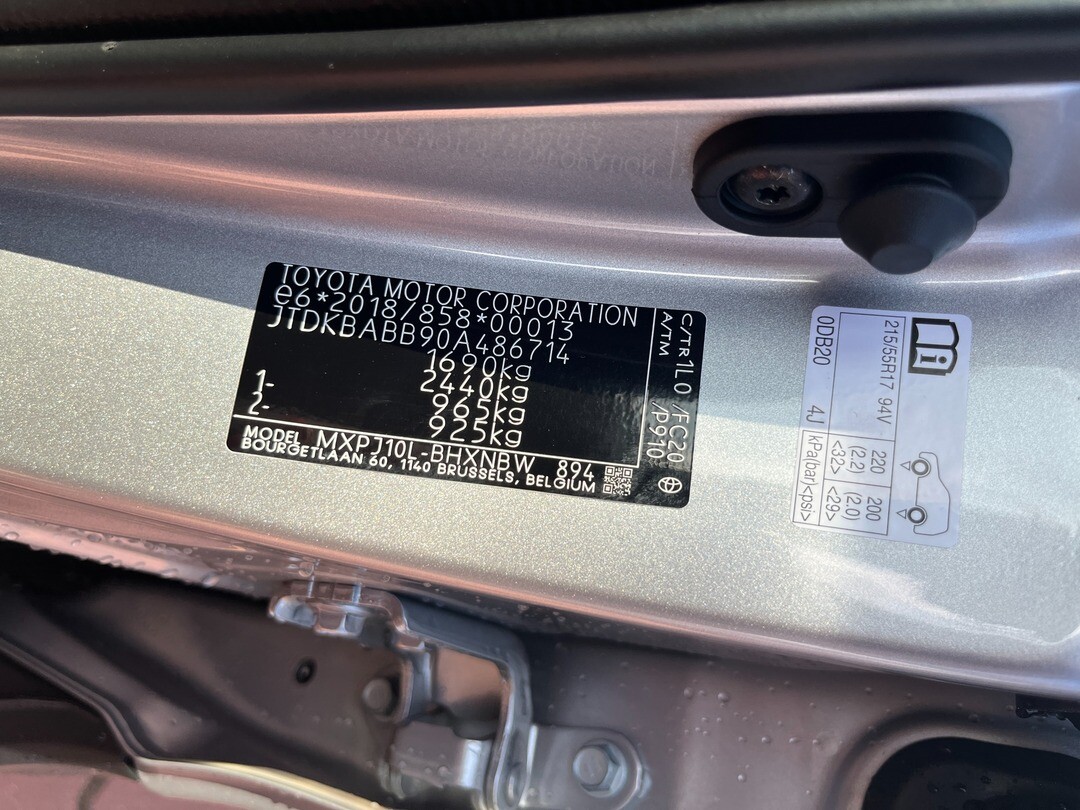 TOYOTA MOTOR CORPORATION
e6*2018/858*00013
JTDKBABB90A486714
1690kg
2440kg
1- 965kg
2- 925kg
MODEL MXPJ10L-BHXNBW 894
BOURGETLAAN 60, 1140 BRUSSELS, BELGIUM
C/TR 1L0 /FC20
A/TM /P910
i
215/55R17 94V
0DB20 4J
220 200
(2.2) (2.0)
<32> <29>
kPa(bar)<psi>